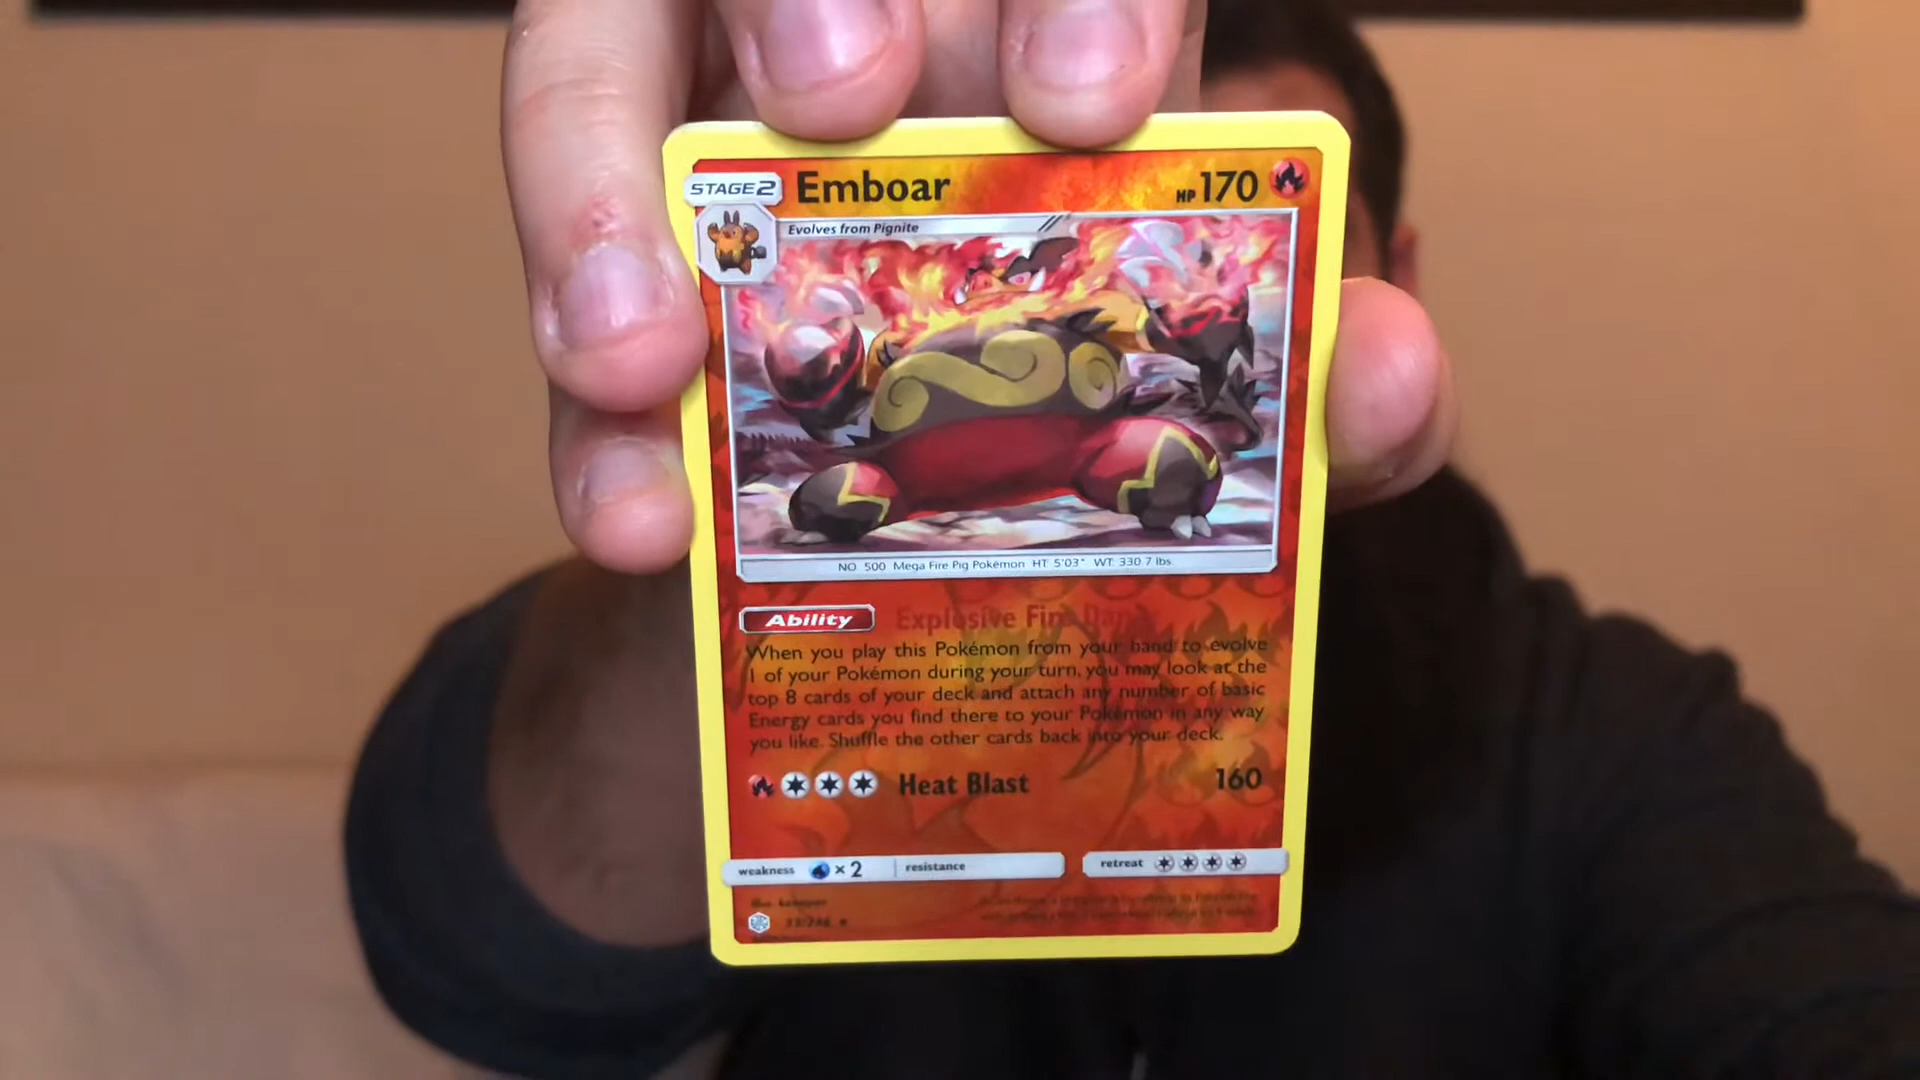 STAGE2 Emboar HP 170
Evolves from Pignite
NO. 500 Mega Fire Pig Pokémon HT: 5'03" WT: 330.7 lbs.
Ability Explosive Fire
When you play this Pokémon from your hand to evolve
1 of your Pokémon during your turn, you may look at the
top 8 cards of your deck and attach any number of basic
Energy cards you find there to your Pokémon in any way
you like. Shuffle the other cards back into your deck.
Heat Blast 160
weakness ×2 resistance retreat